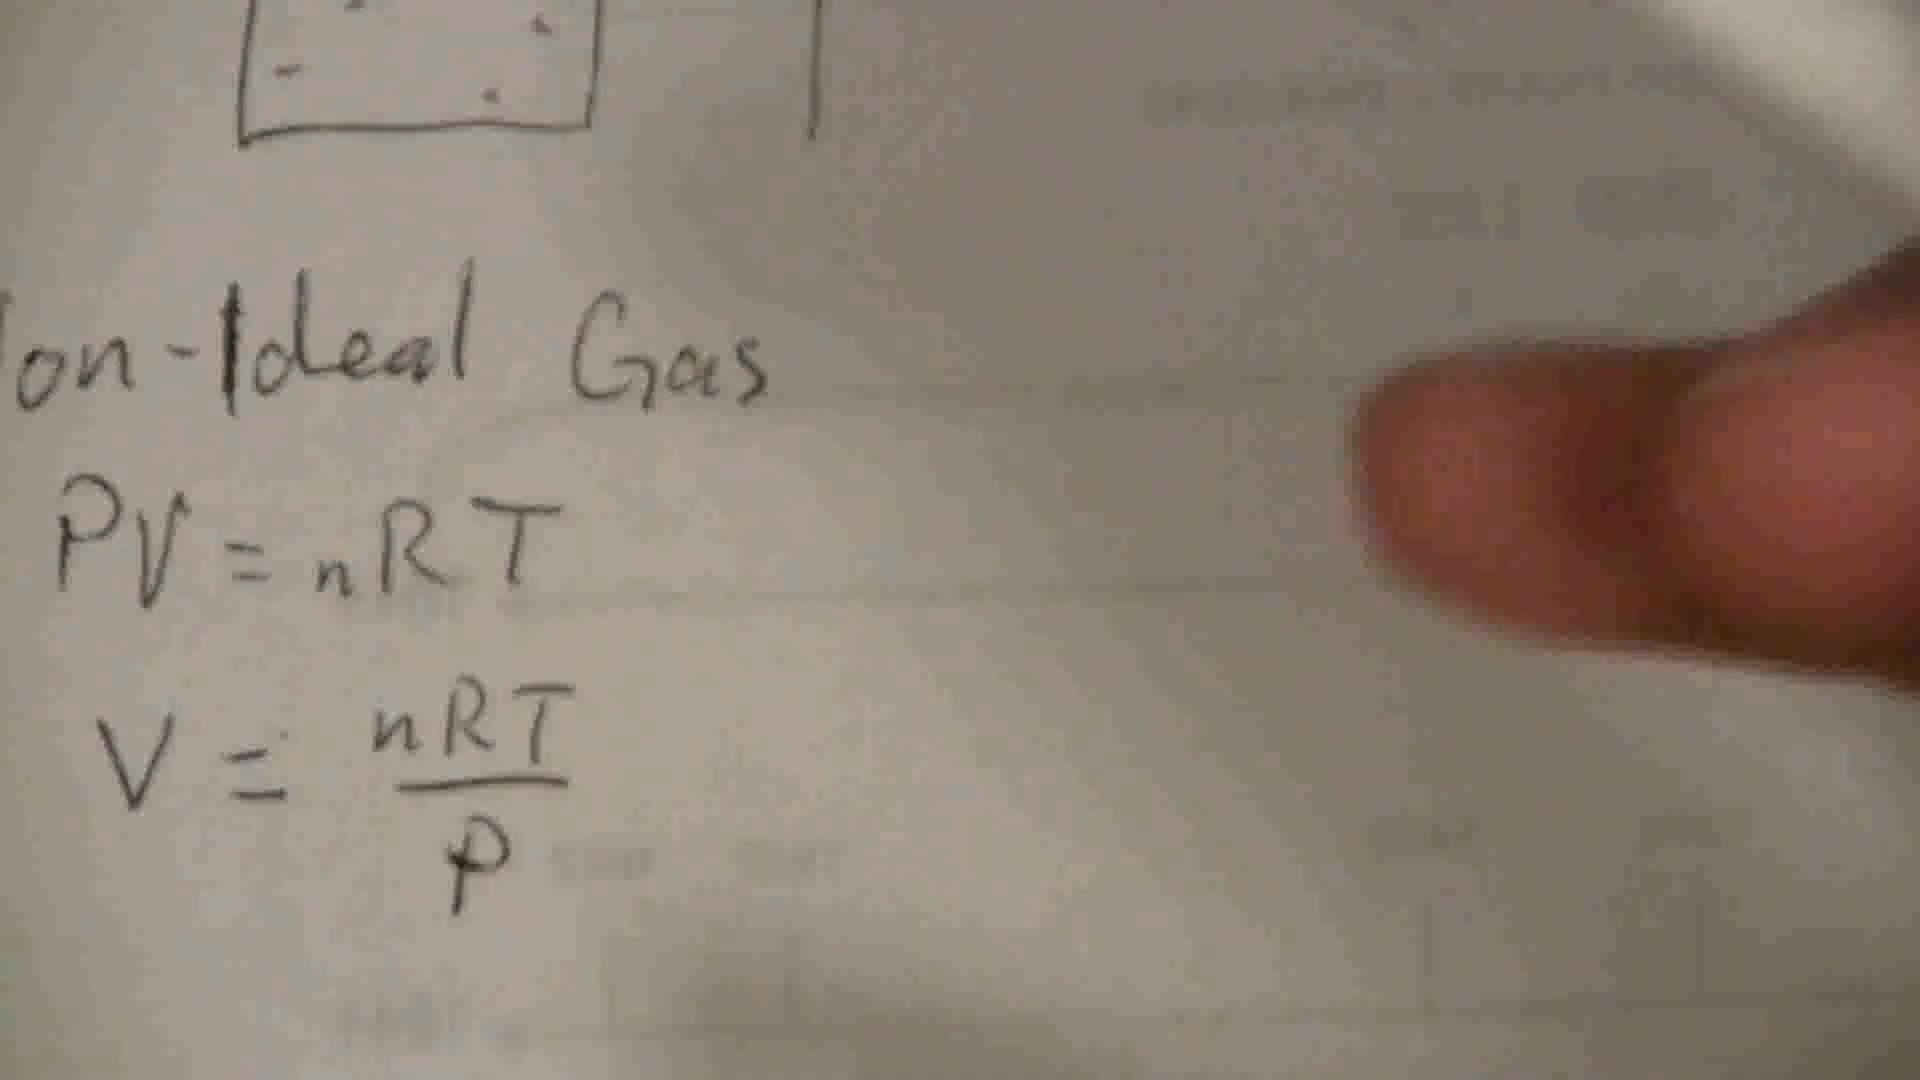 on-Ideal Gas
PV = nRT
V = nRT
P